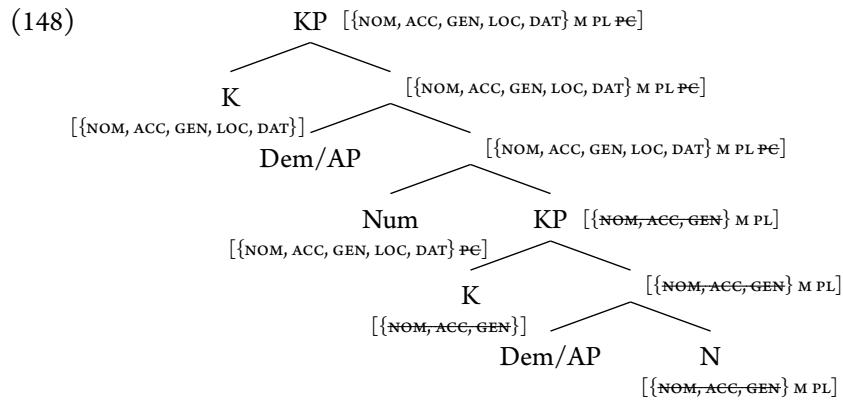 (148)
KP [{NOM, ACC, GEN, LOC, DAT} M PL PC]
K
[{NOM, ACC, GEN, LOC, DAT} M PL PC]
[{NOM, ACC, GEN, LOC, DAT}]
Dem/AP
[{NOM, ACC, GEN, LOC, DAT} M PL PC]
Num
KP [{NOM, ACC, GEN} M PL]
[{NOM, ACC, GEN, LOC, DAT} PC]
K
[{NOM, ACC, GEN} M PL]
[{NOM, ACC, GEN}]
Dem/AP
N
[{NOM, ACC, GEN} M PL]